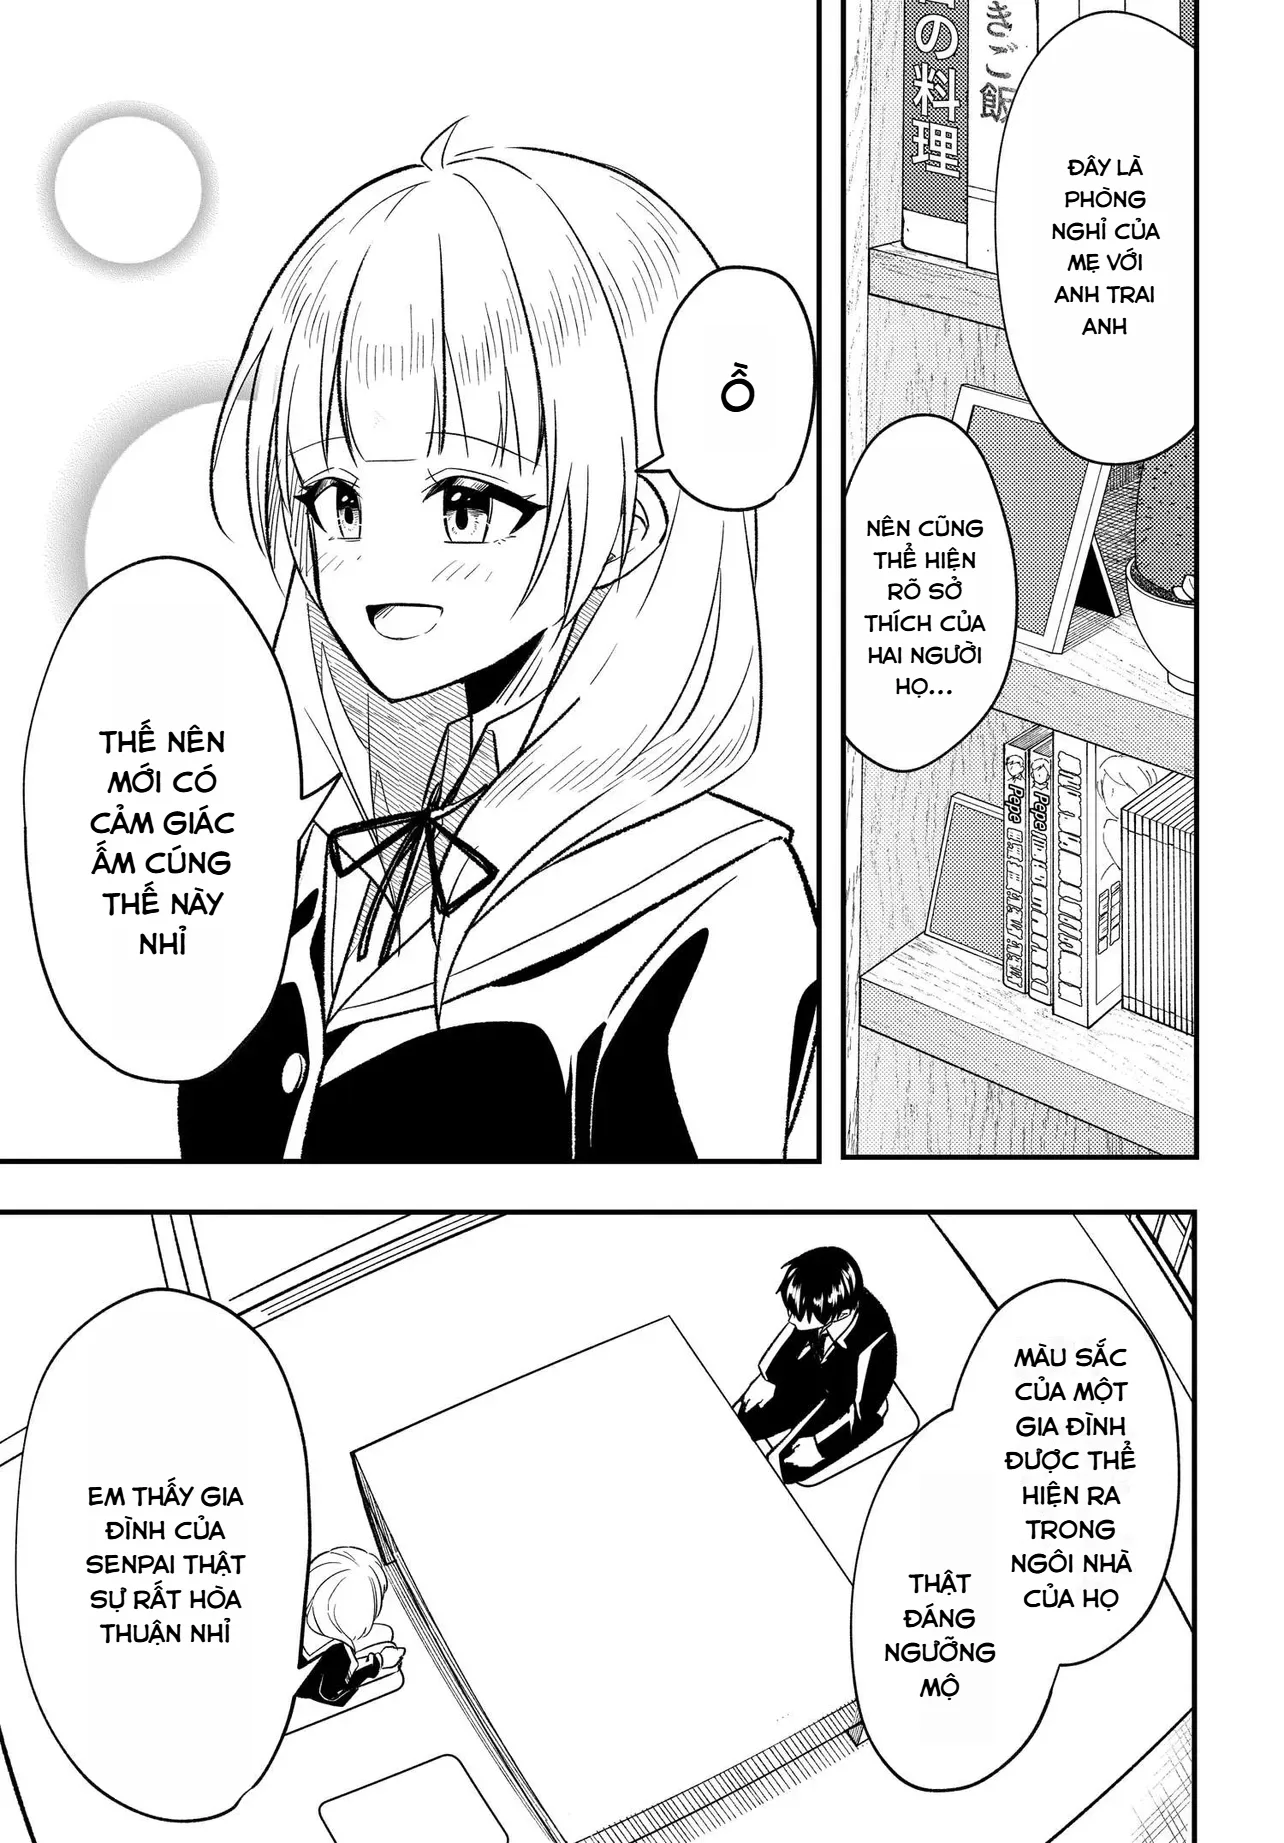 の料理
きご飯
ĐÂY LÀ
PHÒNG
NGHỈ CỦA
MẸ VỚI
ANH TRAI
ANH
NÊN CŨNG
THỂ HIỆN
RÕ SỞ
THÍCH CỦA
HAI NGƯỜI
HỌ...
Ồ
THẾ NÊN
MỚI CÓ
CẢM GIÁC
ẤM CÚNG
THẾ NÀY
NHỈ
Pepe
Pepe
MÀU SẮC
CỦA MỘT
GIA ĐÌNH
ĐƯỢC THỂ
HIỆN RA
TRONG
NGÔI NHÀ
CỦA HỌ
THẬT
ĐÁNG
NGƯỠNG
MỘ
EM THẤY GIA
ĐÌNH CỦA
SENPAI THẬT
SỰ RẤT HÒA
THUẬN NHỈ